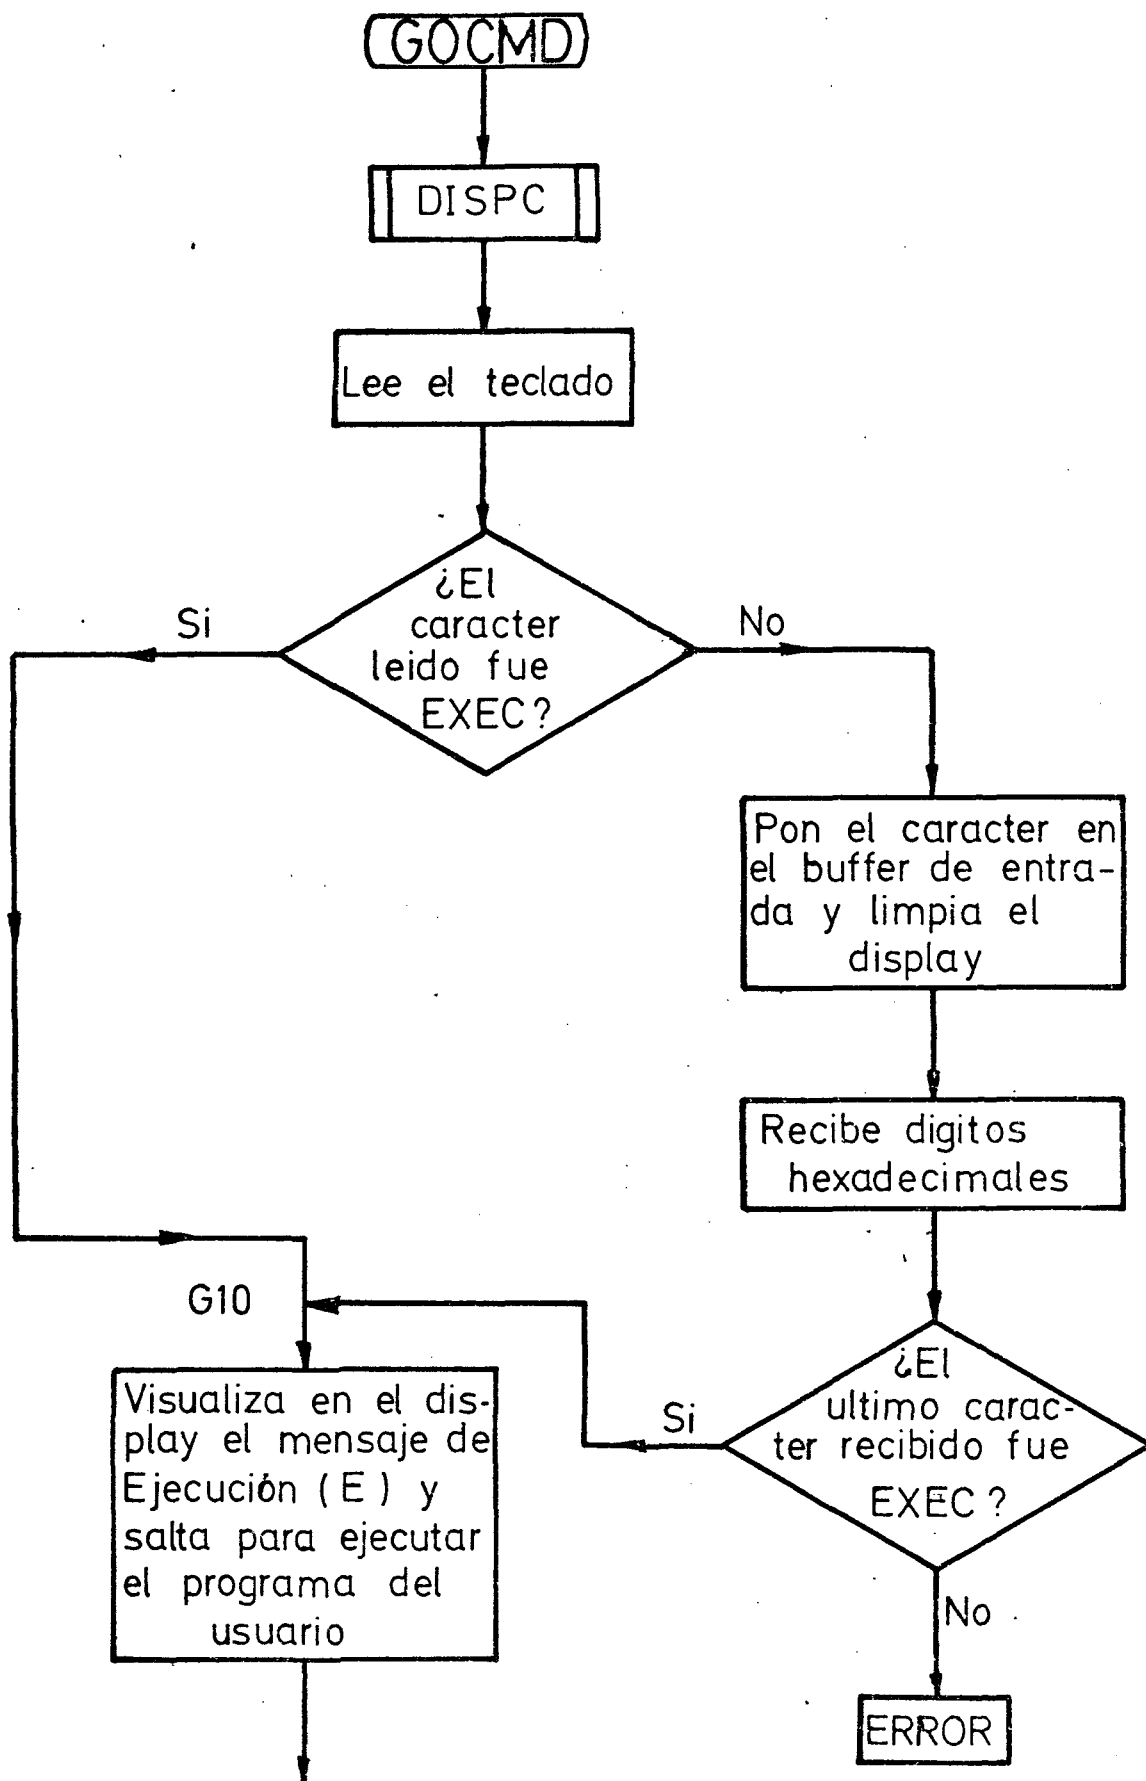 GOCMD
DISPC
Lee el teclado
¿El
caracter
leido fue
EXEC?
Si
No
Pon el caracter en
el buffer de entra-
da y limpia el
display
Recibe digitos
hexadecimales
G10
¿El
ultimo carac-
ter recibido fue
EXEC?
Si
No
Visualiza en el dis-
play el mensaje de
Ejecución (E) y
salta para ejecutar
el programa del
usuario
ERROR